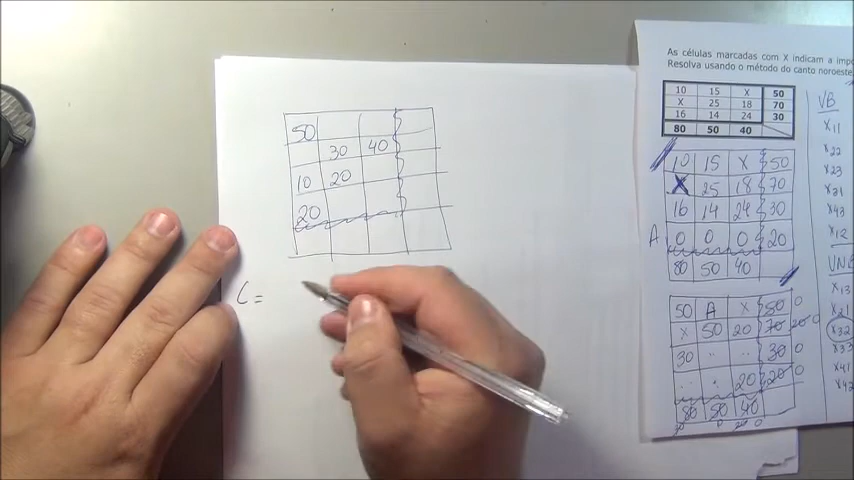 50
30 40
10 20
20
C =
As células marcadas com X indicam a impo
Resolva usando o método do canto noroeste
10 15 X 50
X 25 18 70
16 14 24 30
80 50 40
10 15 X 50
X 25 18 70
16 14 24 30
A 0 0 0 20
80 50 40
50 A X 50 0
X 50 20 70 20 0
30 .. .. 30 0
.. .. 20 20 0
80 50 40
VB
X11
X22
X23
X31
X43
X12
VNB
X13
X21
X32
X33
X41
X42